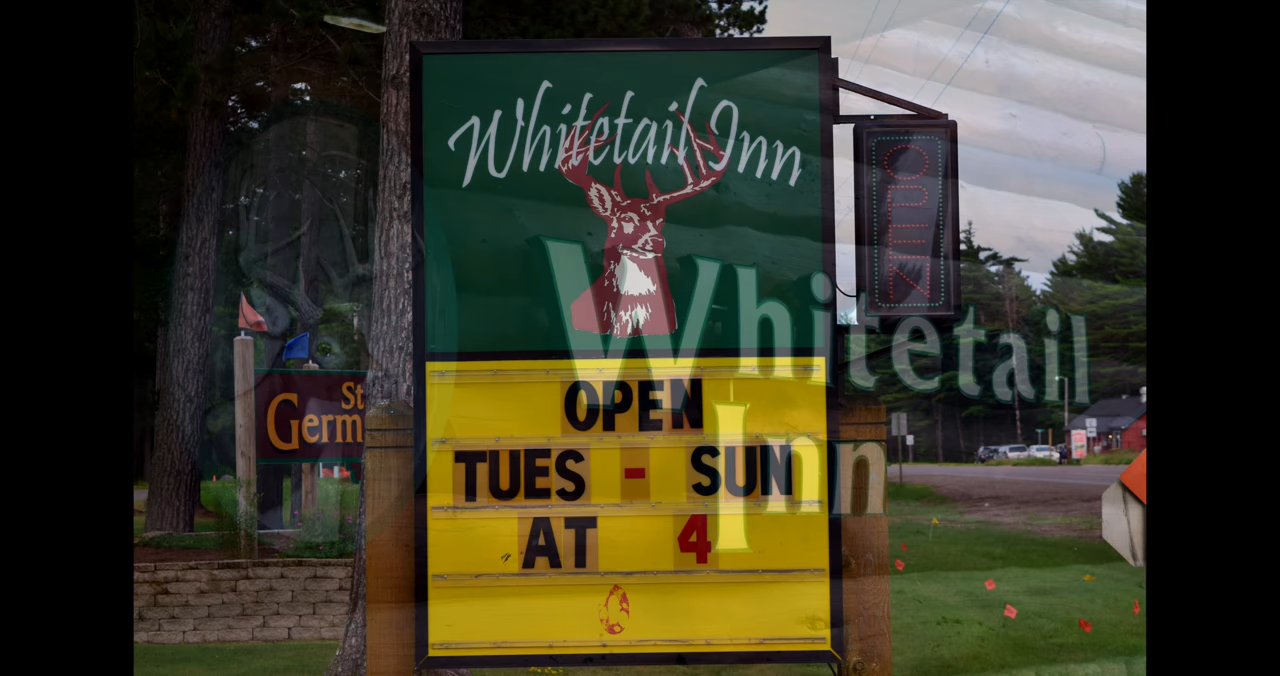 Whitetail Inn
OPEN
Whitetail
Inn
St
Germ
OPEN
TUES - SUN
AT 4